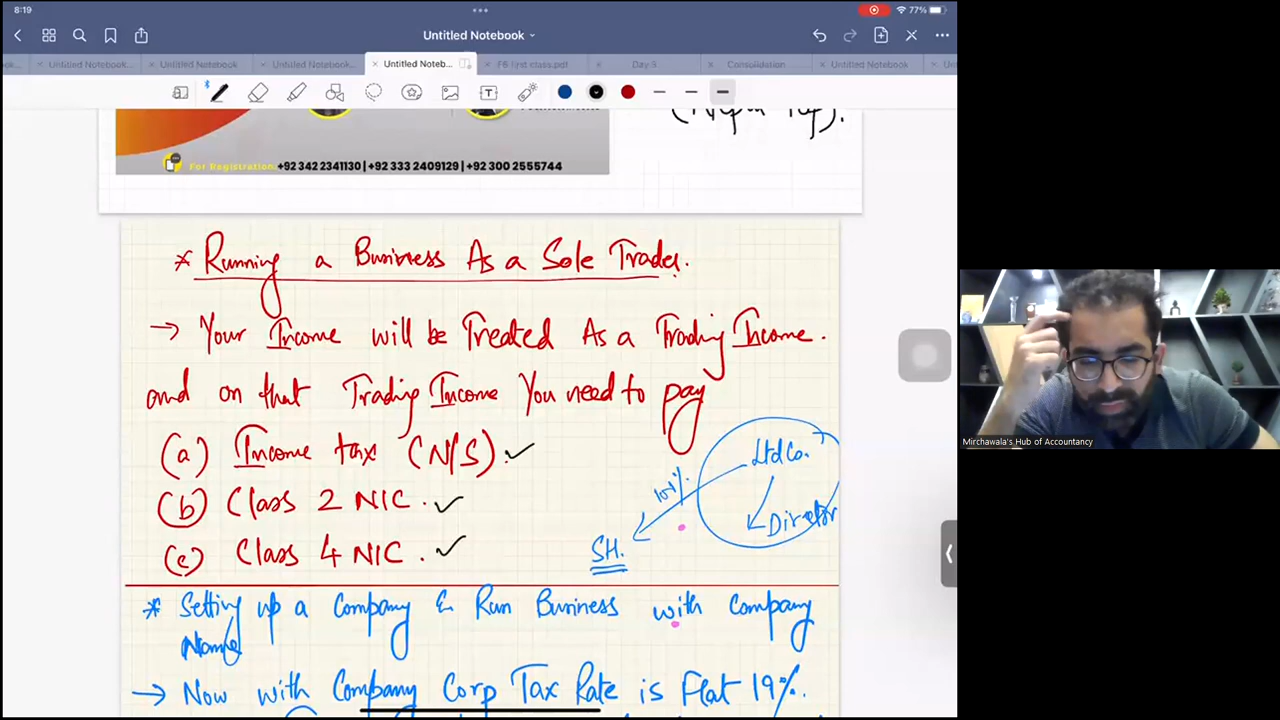 8:19
77%
Untitled Notebook
Untitled Notebook
Untitled Notebook
Untitled Notebook
Untitled Noteb...
F6 first class.pdf
Day 9
Consolidation
Untitled Notebook
For Registration: +92 342 2341130 | +92 333 2409129 | +92 300 2555744
* Running a Business As a Sole Trader.
→ Your Income will be Treated As a Trading Income.
and on that Trading Income You need to pay
(a) Income tax (N/S). ✓
(b) Class 2 NIC. ✓
(c) Class 4 NIC. ✓
Ltd Co.
Director
100%
SH.
* Setting up a Company & Run Business with Company
Name
→ Now with Company Corp Tax Rate is Flat 19%.
Mirchawala's Hub of Accountancy